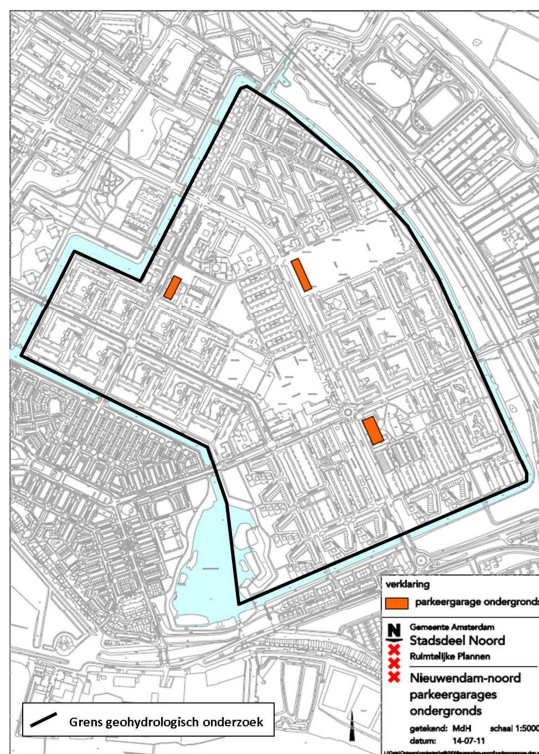 verklaring
parkeergarage ondergronds
N
Gemeente Amsterdam
Stadsdeel Noord
Ruimtelijke Plannen
Nieuwendam-noord
parkeergarages
ondergronds
getekend: MdH schaal 1:5000
datum: 14-07-11
Grens geohydrologisch onderzoek